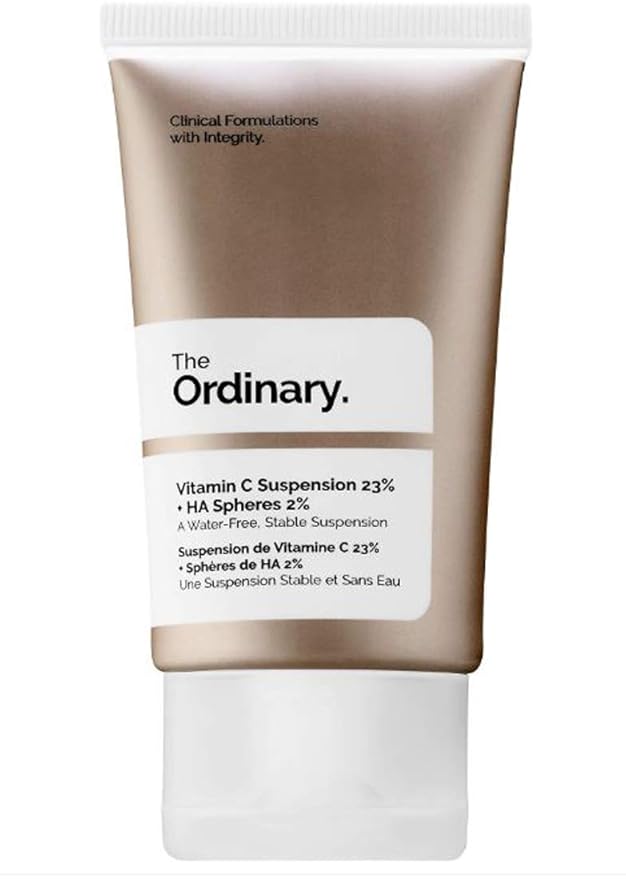 Clinical Formulations
with Integrity.
The
Ordinary.
Vitamin C Suspension 23%
+ HA Spheres 2%
A Water-Free, Stable Suspension
Suspension de Vitamine C 23%
+ Sphères de HA 2%
Une Suspension Stable et Sans Eau